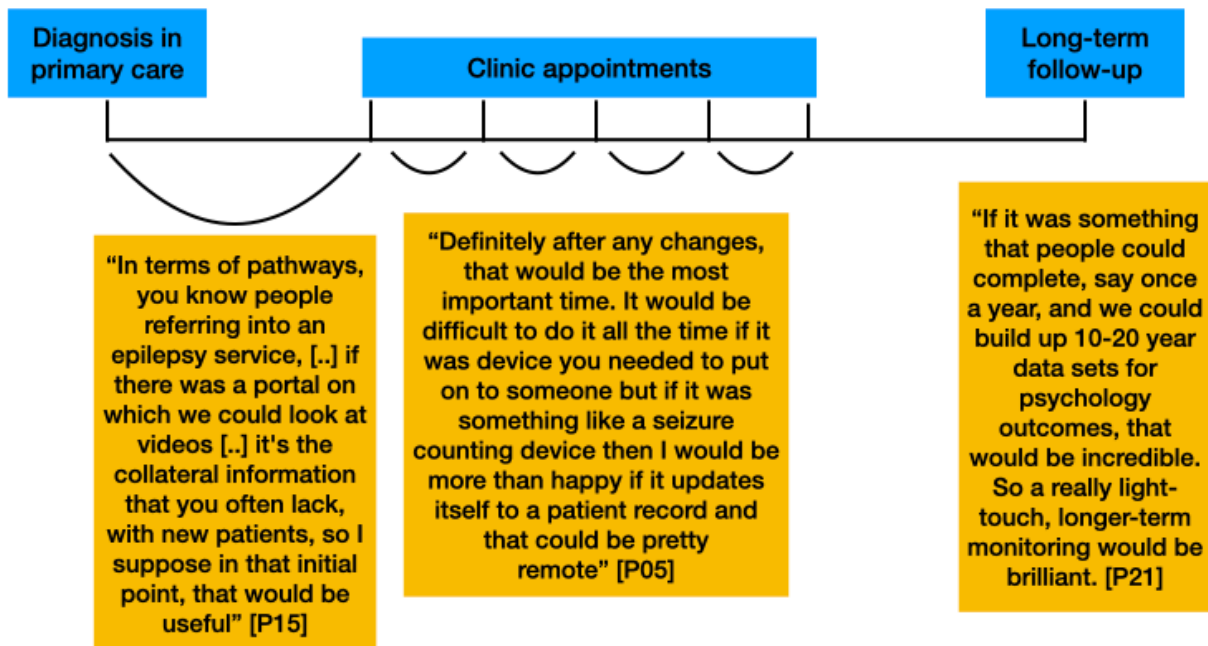 Diagnosis in
primary care
Clinic appointments
Long-term
follow-up
“In terms of pathways,
you know people
referring into an
epilepsy service, [..] if
there was a portal on
which we could look at
videos [..] it's the
collateral information
that you often lack,
with new patients, so I
suppose in that initial
point, that would be
useful” [P15]
“Definitely after any changes,
that would be the most
important time. It would be
difficult to do it all the time if it
was device you needed to put
on to someone but if it was
something like a seizure
counting device then I would be
more than happy if it updates
itself to a patient record and
that could be pretty
remote” [P05]
“If it was something
that people could
complete, say once
a year, and we could
build up 10-20 year
data sets for
psychology
outcomes, that
would be incredible.
So a really light-
touch, longer-term
monitoring would be
brilliant. [P21]